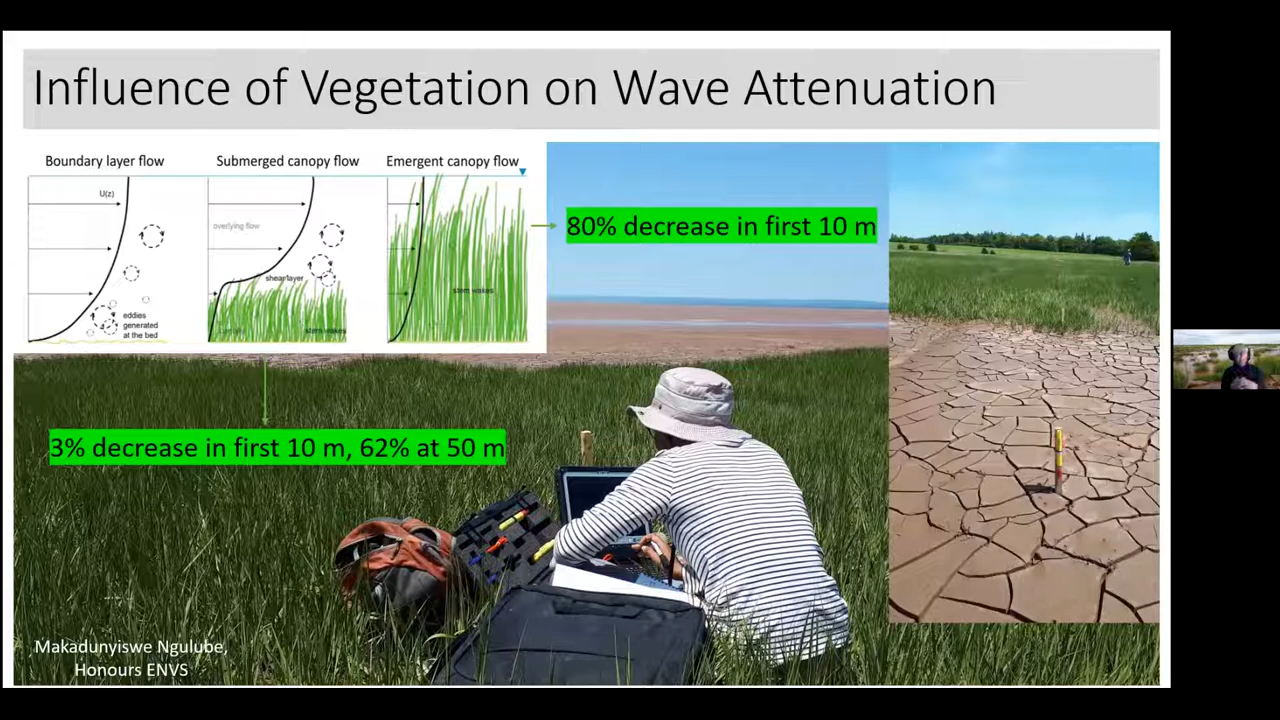 Influence of Vegetation on Wave Attenuation
Boundary layer flow
Submerged canopy flow
Emergent canopy flow
U(z)
overlying flow
shear layer
stem wakes
eddies
generated
at the bed
stem wakes
80% decrease in first 10 m
3% decrease in first 10 m, 62% at 50 m
Makadunyiswe Ngulube,
Honours ENVS